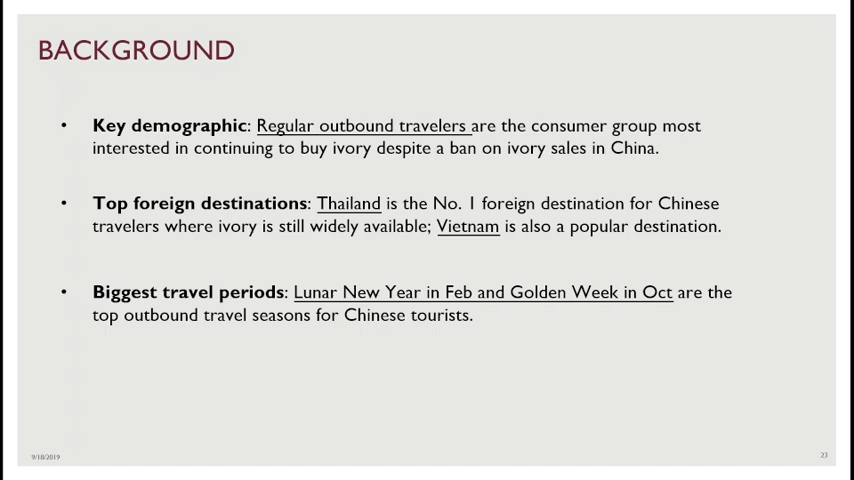 BACKGROUND
• Key demographic: Regular outbound travelers are the consumer group most
interested in continuing to buy ivory despite a ban on ivory sales in China.
• Top foreign destinations: Thailand is the No. 1 foreign destination for Chinese
travelers where ivory is still widely available; Vietnam is also a popular destination.
• Biggest travel periods: Lunar New Year in Feb and Golden Week in Oct are the
top outbound travel seasons for Chinese tourists.
9/18/2019
23